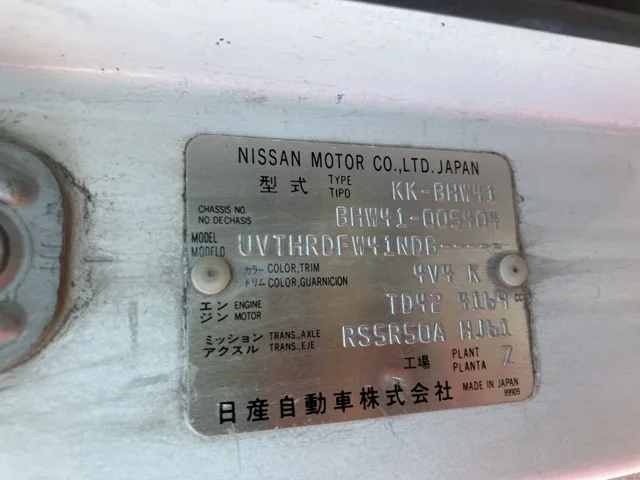 NISSAN MOTOR CO.,LTD. JAPAN
型式 TYPE TIPO KK-BHW41
CHASSIS NO. NO.DE CHASIS BHW41-005404
MODEL MODELO UVTHRDFW41NDB-----
カラー COLOR,TRIM
トリム COLOR,GUARNICION 4V4 K
エンジン ENGINE MOTOR TD42 4169 CC
ミッション TRANS.,AXLE
アクスル TRANS.,EJE RS5R50A HJ61
工場 PLANT PLANTA Z
日産自動車株式会社 MADE IN JAPAN
89909